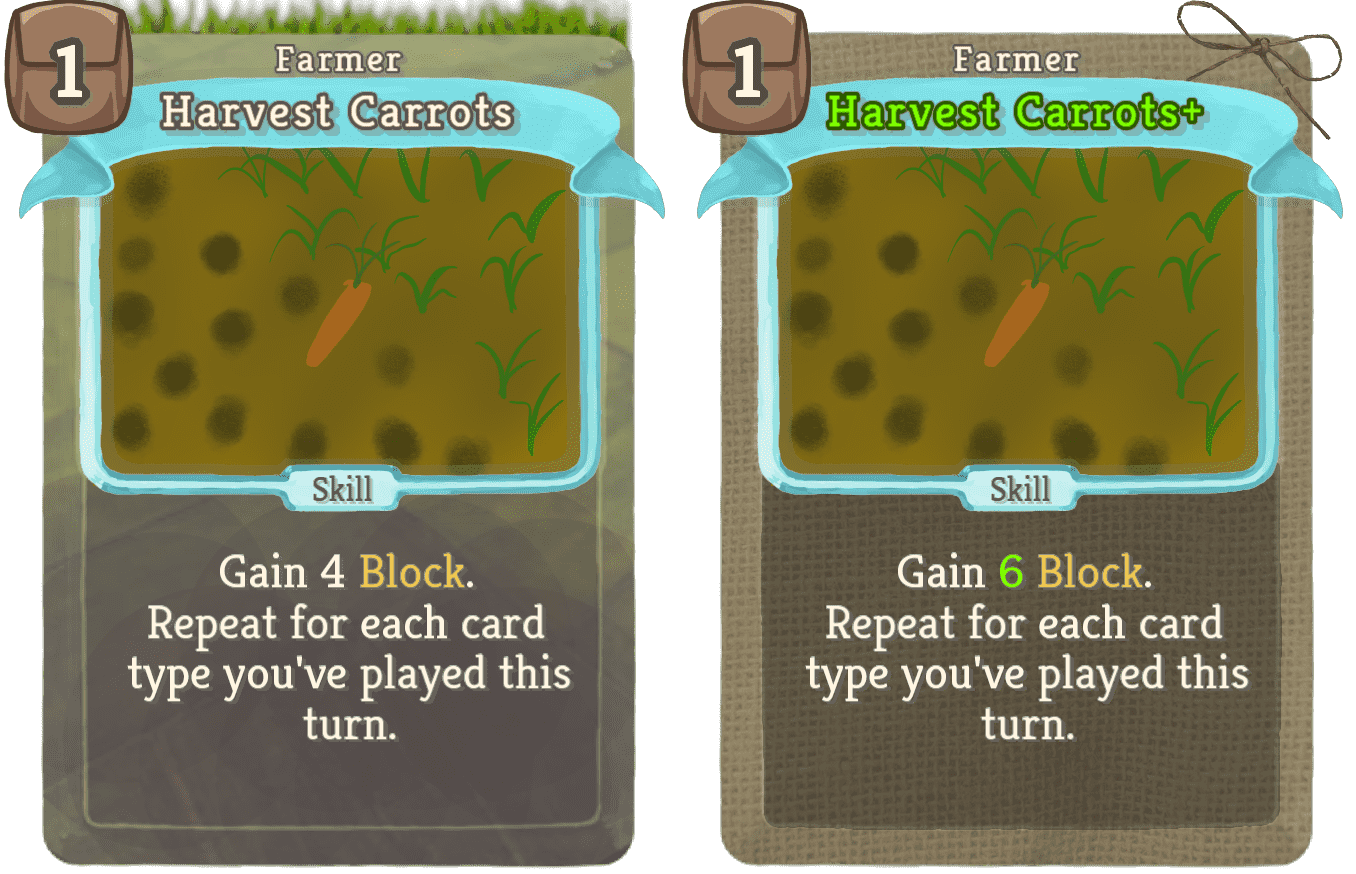 1
Farmer
Harvest Carrots
Skill
Gain 4 Block.
Repeat for each card
type you've played this
turn.
1
Farmer
Harvest Carrots+
Skill
Gain 6 Block.
Repeat for each card
type you've played this
turn.